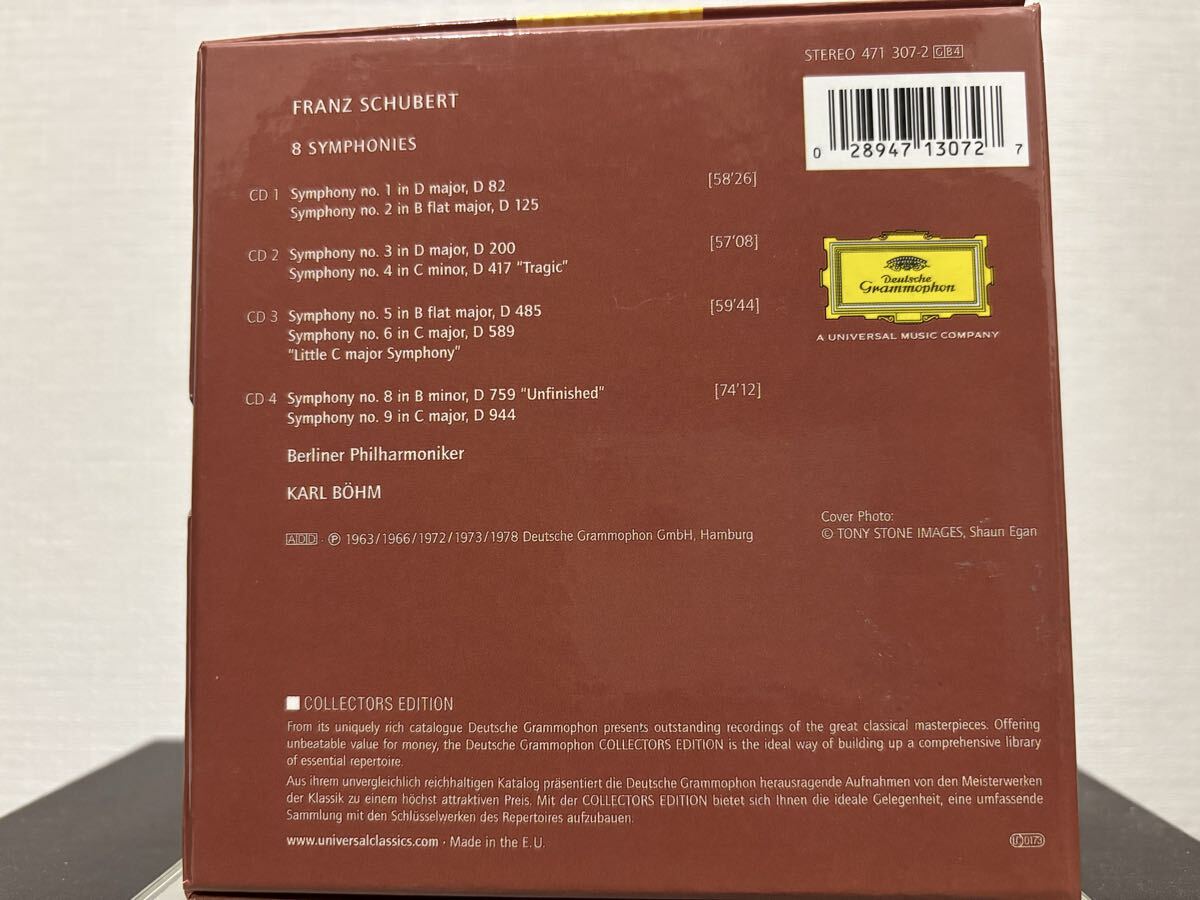 STEREO 471 307-2 GB4
0 28947 13072 7
FRANZ SCHUBERT
8 SYMPHONIES
CD 1 Symphony no. 1 in D major, D 82 [58'26]
Symphony no. 2 in B flat major, D 125
CD 2 Symphony no. 3 in D major, D 200 [57'08]
Symphony no. 4 in C minor, D 417 "Tragic"
CD 3 Symphony no. 5 in B flat major, D 485 [59'44]
Symphony no. 6 in C major, D 589
"Little C major Symphony"
CD 4 Symphony no. 8 in B minor, D 759 "Unfinished" [74'12]
Symphony no. 9 in C major, D 944
Berliner Philharmoniker
KARL BÖHM
ADD · ℗ 1963/1966/1972/1973/1978 Deutsche Grammophon GmbH, Hamburg
Deutsche
Grammophon
A UNIVERSAL MUSIC COMPANY
Cover Photo:
© TONY STONE IMAGES, Shaun Egan
COLLECTORS EDITION
From its uniquely rich catalogue Deutsche Grammophon presents outstanding recordings of the great classical masterpieces. Offering
unbeatable value for money, the Deutsche Grammophon COLLECTORS EDITION is the ideal way of building up a comprehensive library
of essential repertoire.
Aus ihrem unvergleichlich reichhaltigen Katalog präsentiert die Deutsche Grammophon herausragende Aufnahmen von den Meisterwerken
der Klassik zu einem höchst attraktiven Preis. Mit der COLLECTORS EDITION bietet sich Ihnen die ideale Gelegenheit, eine umfassende
Sammlung mit den Schlüsselwerken des Repertoires aufzubauen.
www.universalclassics.com · Made in the E.U.
LC 0173